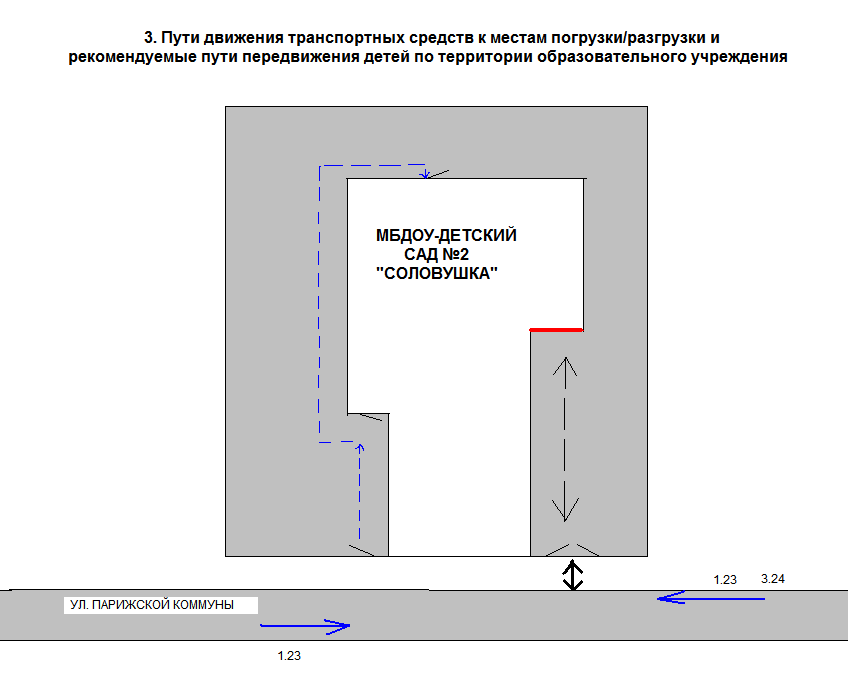 3. Пути движения транспортных средств к местам погрузки/разгрузки и
рекомендуемые пути передвижения детей по территории образовательного учреждения
МБДОУ-ДЕТСКИЙ
САД №2
"СОЛОВУШКА"
1.23 3.24
УЛ. ПАРИЖСКОЙ КОММУНЫ
1.23